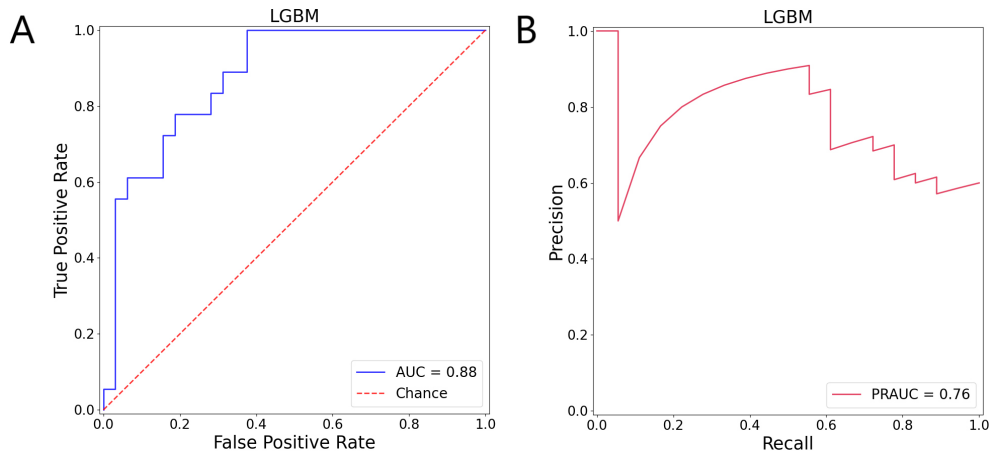 A
LGBM
True Positive Rate
1.0
0.8
0.6
0.4
0.2
0.0
0.0 0.2 0.4 0.6 0.8 1.0
False Positive Rate
AUC = 0.88
Chance
B
LGBM
Precision
1.0
0.8
0.6
0.4
0.2
0.0
0.0 0.2 0.4 0.6 0.8 1.0
Recall
PRAUC = 0.76